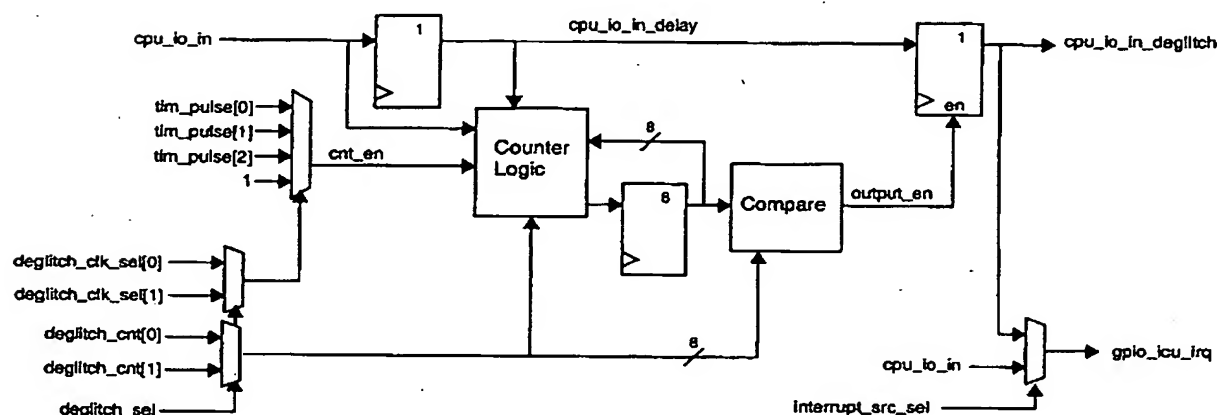 cpu_io_in
1
cpu_io_in_delay
1
cpu_io_in_deglitch
en
tim_pulse[0]
tim_pulse[1]
tim_pulse[2]
1
cnt_en
Counter
Logic
8
8
Compare
output_en
deglitch_clk_sel[0]
deglitch_clk_sel[1]
deglitch_cnt[0]
deglitch_cnt[1]
deglitch_sel
8
cpu_io_in
gpio_icu_irq
interrupt_src_sel